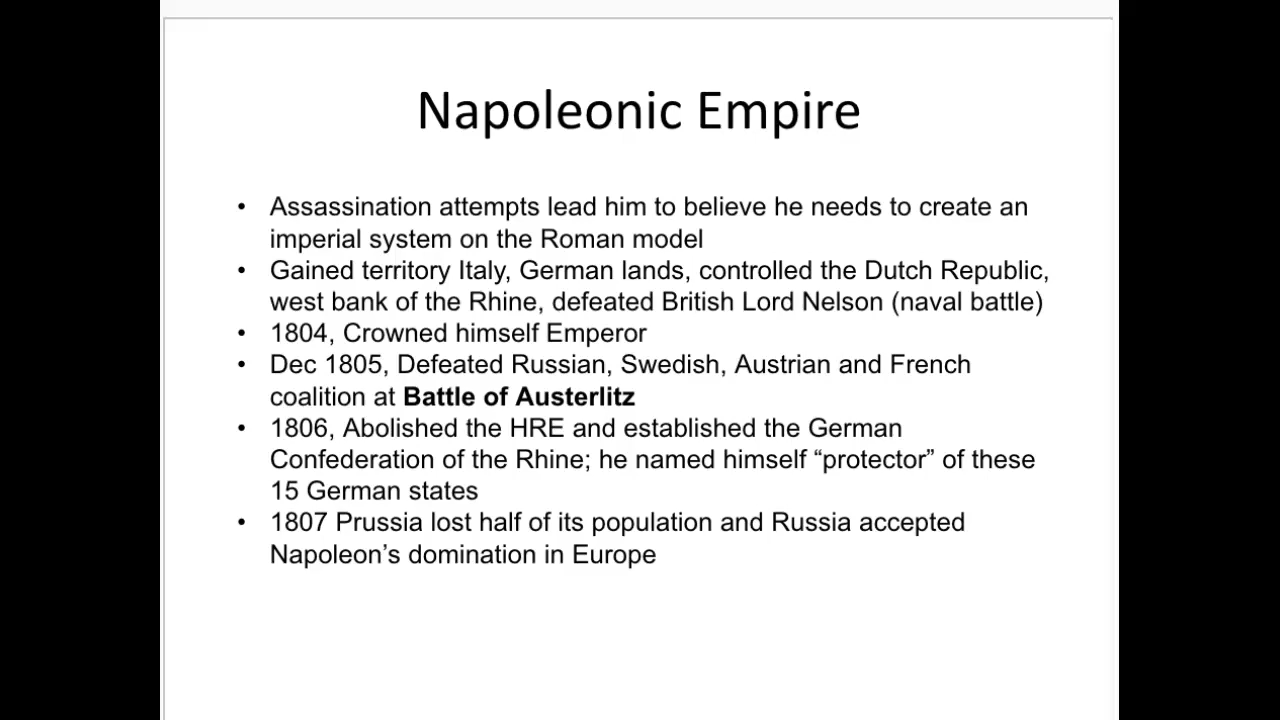 Napoleonic Empire
• Assassination attempts lead him to believe he needs to create an
imperial system on the Roman model
• Gained territory Italy, German lands, controlled the Dutch Republic,
west bank of the Rhine, defeated British Lord Nelson (naval battle)
• 1804, Crowned himself Emperor
• Dec 1805, Defeated Russian, Swedish, Austrian and French
coalition at Battle of Austerlitz
• 1806, Abolished the HRE and established the German
Confederation of the Rhine; he named himself “protector” of these
15 German states
• 1807 Prussia lost half of its population and Russia accepted
Napoleon’s domination in Europe